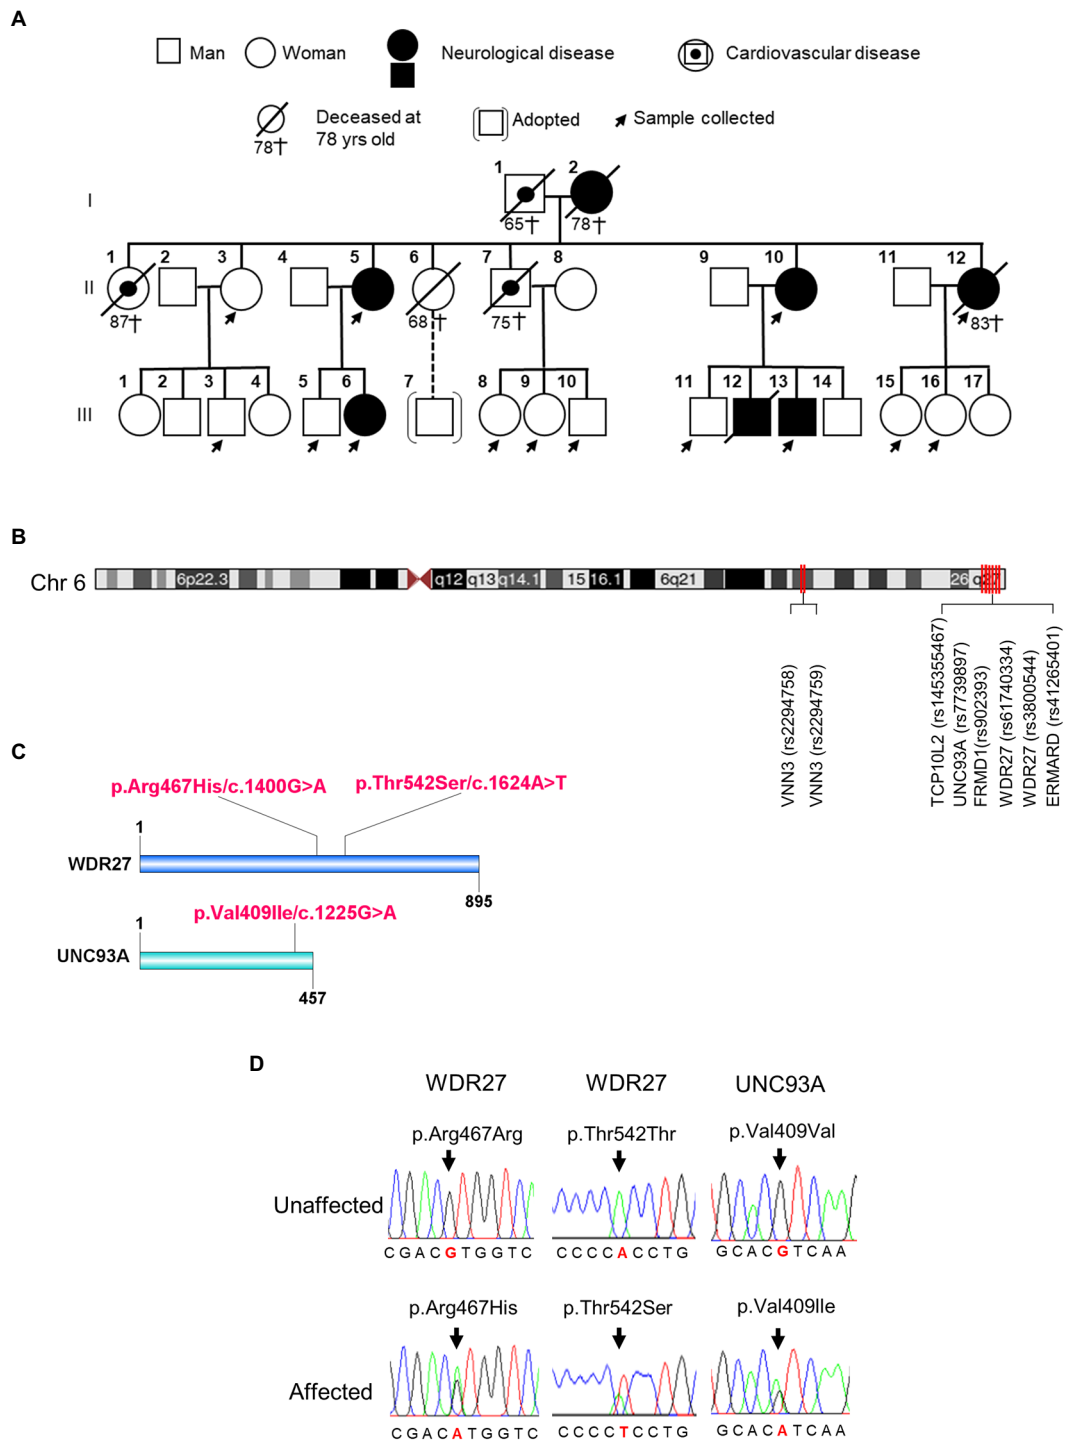 A
Man
Woman
Neurological disease
Cardiovascular disease
78†
Deceased at
78 yrs old
Adopted
Sample collected
I
1
2
65†
78†
II
1
2
3
4
5
6
7
8
9
10
11
12
87†
68†
75†
83†
III
1
2
3
4
5
6
7
8
9
10
11
12
13
14
15
16
17
B
Chr 6
6p22.3
q12
q13
q14.1
15
16.1
6q21
26
q27
VNN3 (rs2294758)
VNN3 (rs2294759)
TCP10L2 (rs145355467)
UNC93A (rs7739897)
FRMD1(rs902393)
WDR27 (rs61740334)
WDR27 (rs3800544)
ERMARD (rs41265401)
C
p.Arg467His/c.1400G>A
p.Thr542Ser/c.1624A>T
1
WDR27
895
p.Val409Ile/c.1225G>A
1
UNC93A
457
D
WDR27
WDR27
UNC93A
p.Arg467Arg
p.Thr542Thr
p.Val409Val
Unaffected
CGACGTGGTC
CCCCACCTG
GCACGTCAA
p.Arg467His
p.Thr542Ser
p.Val409Ile
Affected
CGACATGGTC
CCCCTCCTG
GCACATCAA